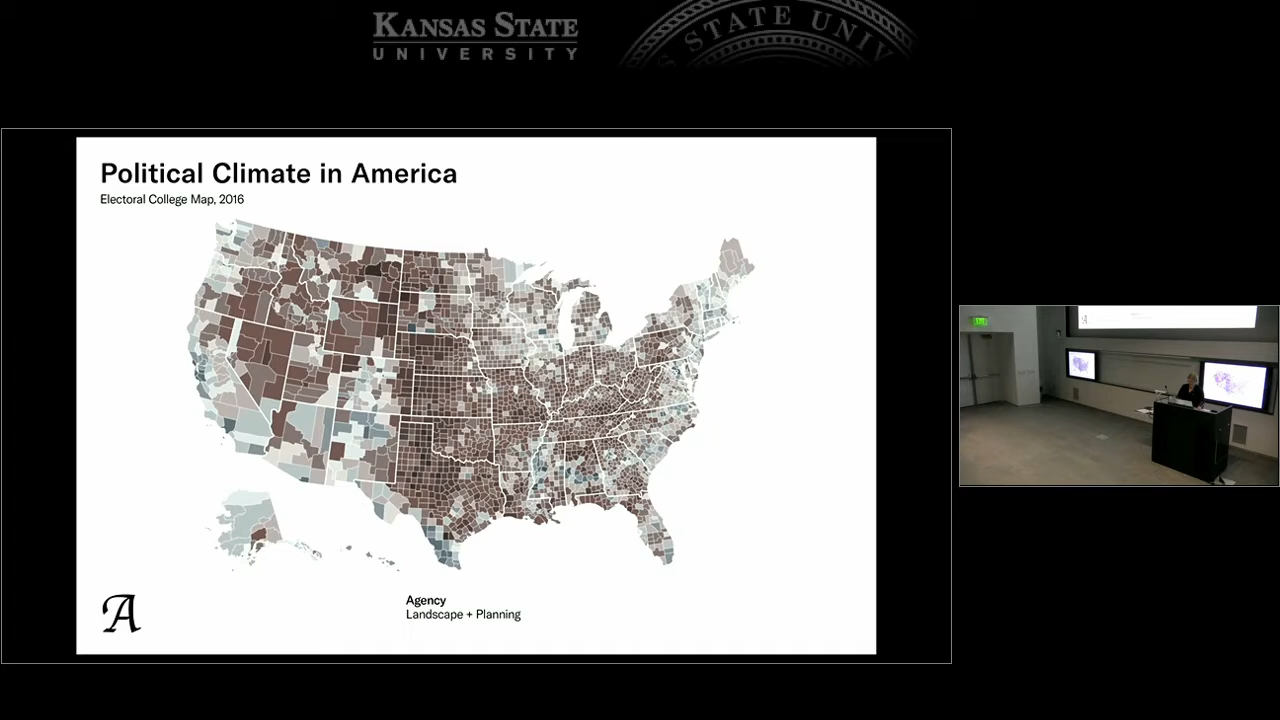 KANSAS STATE
UNIVERSITY
STATE UNIV
Political Climate in America
Electoral College Map, 2016
A
Agency
Landscape + Planning